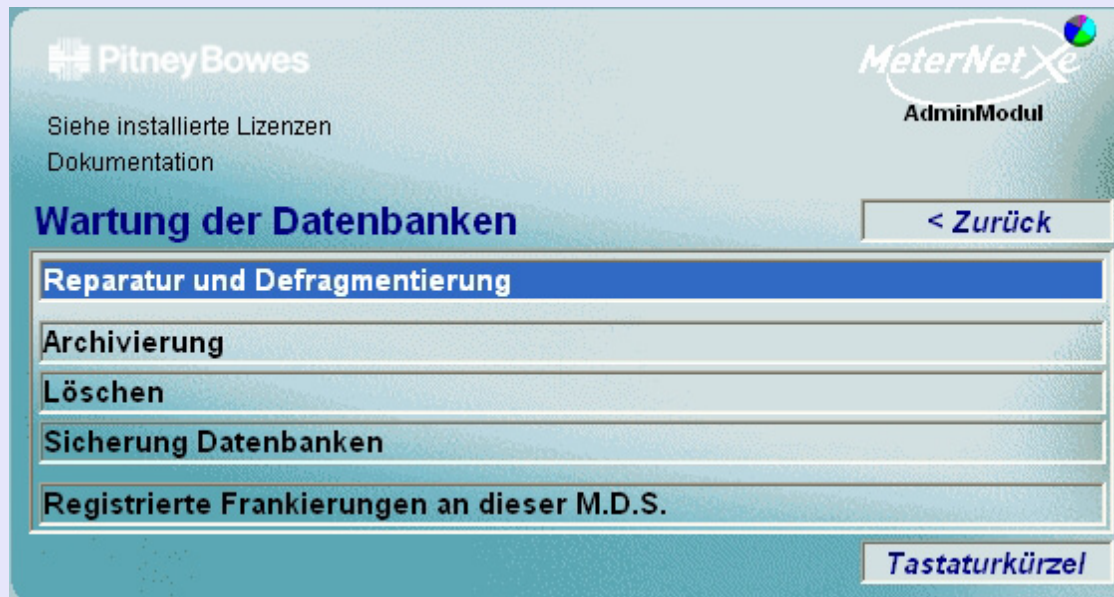 Pitney Bowes
MeterNet Xe
AdminModul
Siehe installierte Lizenzen
Dokumentation
Wartung der Datenbanken
< Zurück
Reparatur und Defragmentierung
Archivierung
Löschen
Sicherung Datenbanken
Registrierte Frankierungen an dieser M.D.S.
Tastaturkürzel